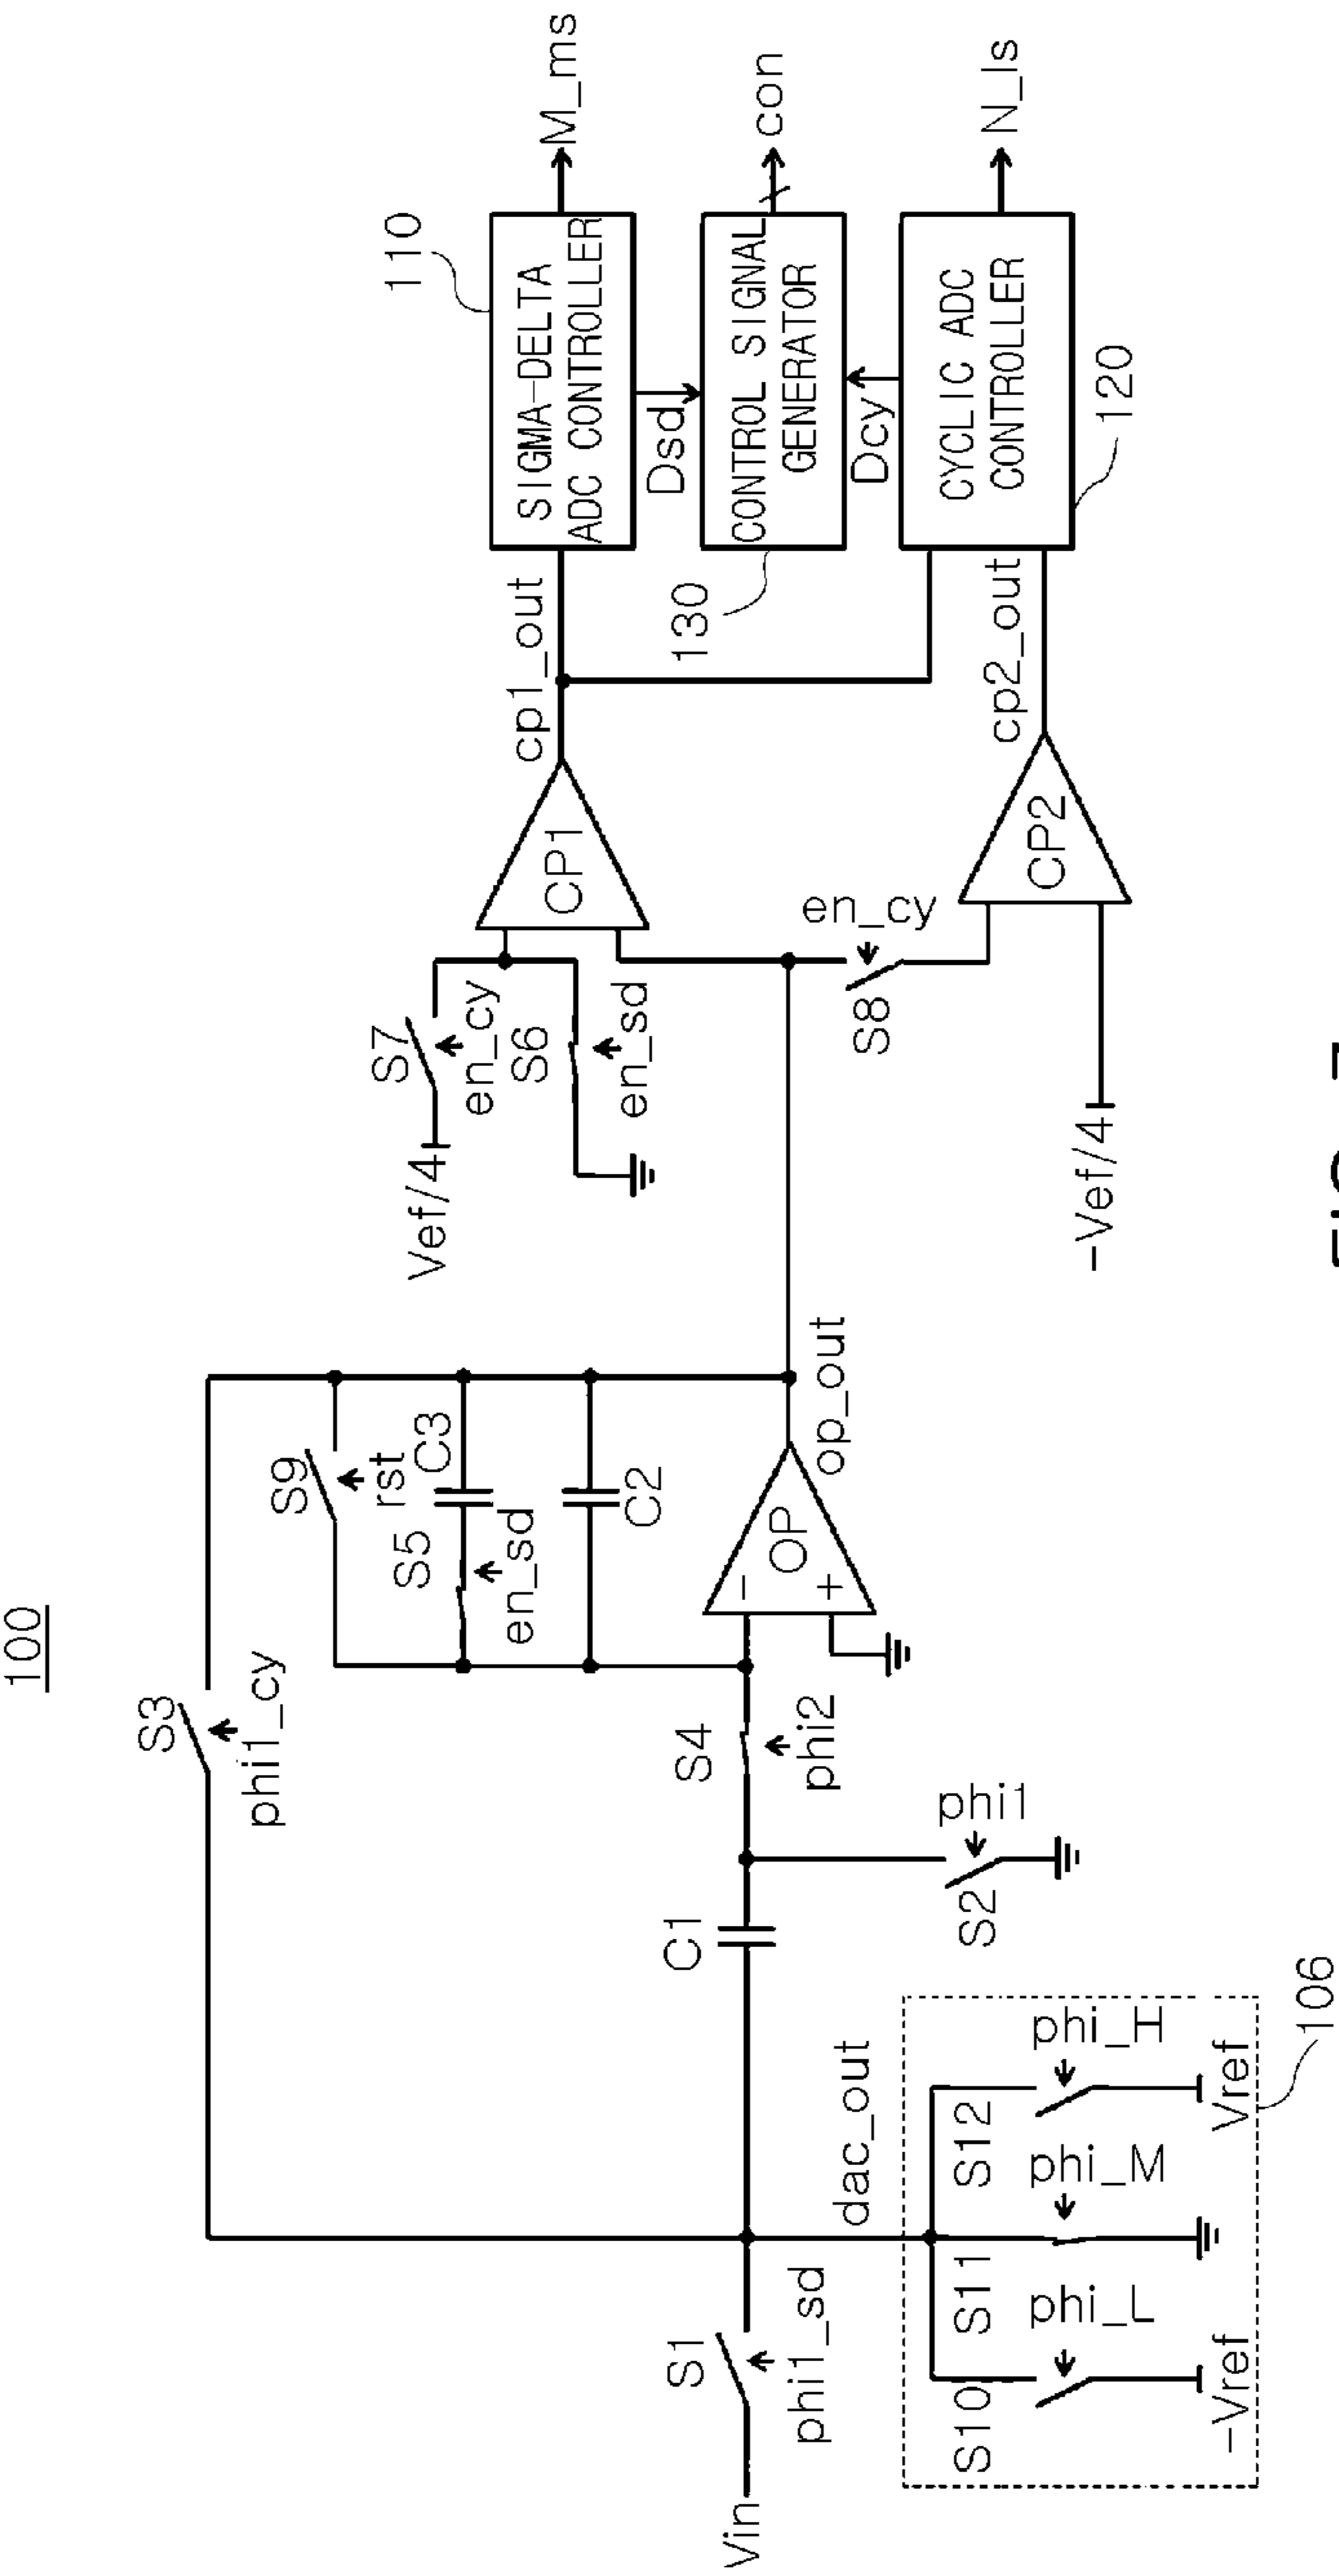 100
S3
phi1_cy
S9
rst
S5
en_sd
C3
C2
Vef/4
S7
en_cy
S6
en_sd
CP1
cp1_out
110
SIGMA-DELTA
ADC CONTROLLER
M_ms
Dsd
CONTROL SIGNAL
GENERATOR
130
con
Dcy
CYCLIC ADC
CONTROLLER
120
N_ls
Vin
S1
phi1_sd
C1
S4
phi2
S2
phi1
-
+
OP
op_out
S8
en_cy
-Vef/4
CP2
cp2_out
dac_out
S10
phi_L
-Vref
S11
phi_M
S12
phi_H
Vref
106